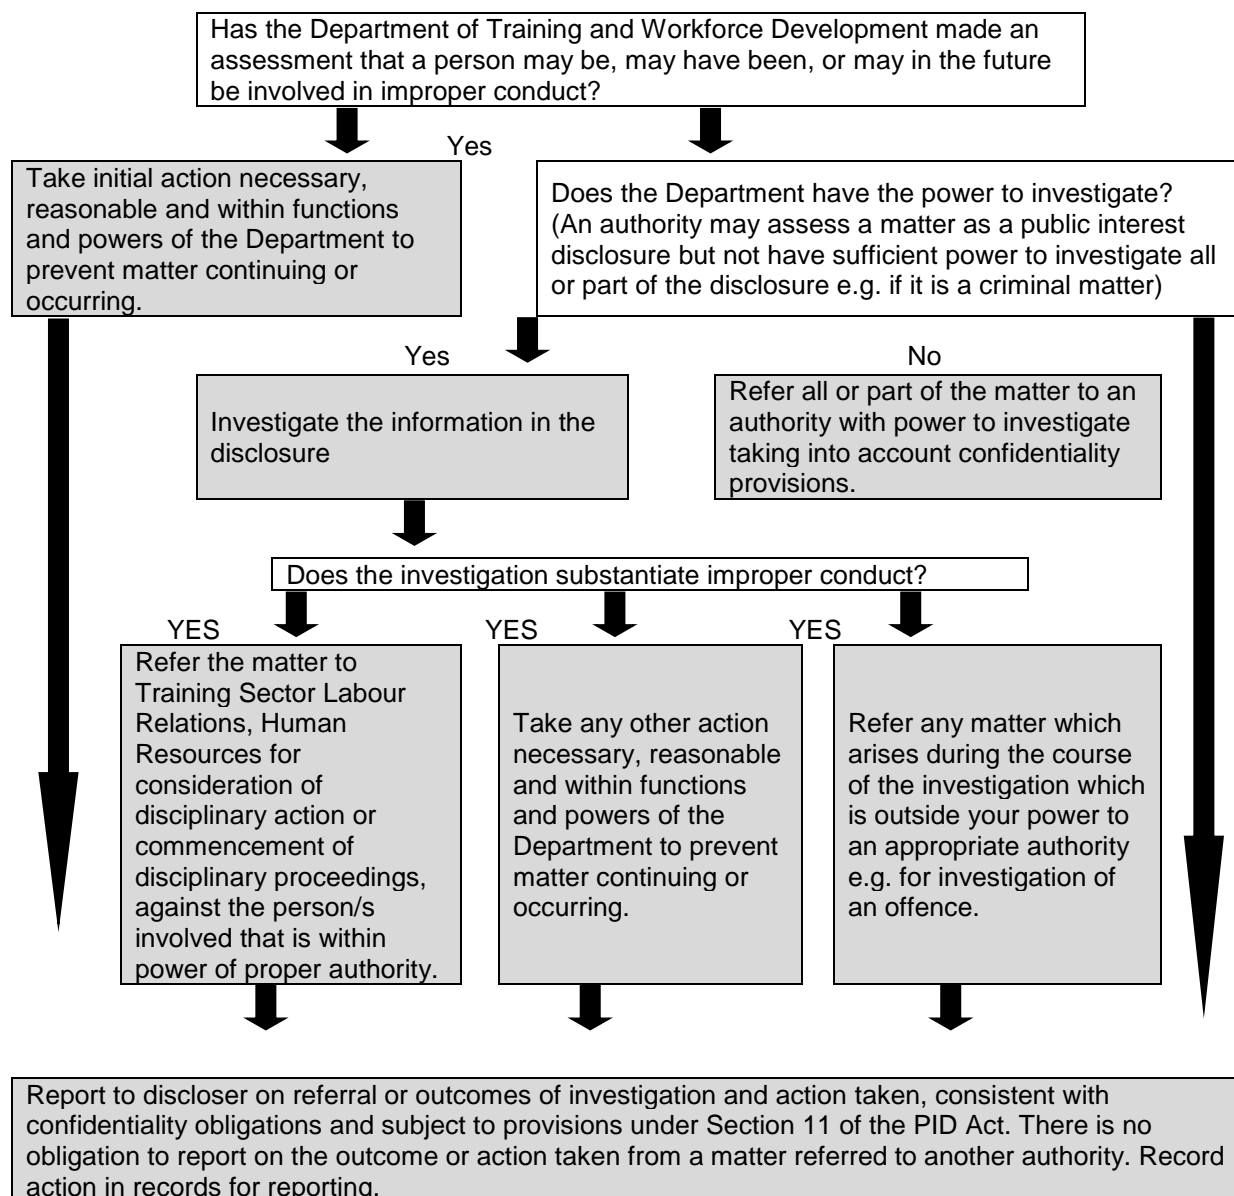 Has the Department of Training and Workforce Development made an
assessment that a person may be, may have been, or may in the future
be involved in improper conduct?
Yes
Take initial action necessary,
reasonable and within functions
and powers of the Department to
prevent matter continuing or
occurring.
Does the Department have the power to investigate?
(An authority may assess a matter as a public interest
disclosure but not have sufficient power to investigate all
or part of the disclosure e.g. if it is a criminal matter)
Yes
No
Investigate the information in the
disclosure
Refer all or part of the matter to an
authority with power to investigate
taking into account confidentiality
provisions.
Does the investigation substantiate improper conduct?
YES
YES
YES
Refer the matter to
Training Sector Labour
Relations, Human
Resources for
consideration of
disciplinary action or
commencement of
disciplinary proceedings,
against the person/s
involved that is within
power of proper authority.
Take any other action
necessary, reasonable
and within functions
and powers of the
Department to prevent
matter continuing or
occurring.
Refer any matter which
arises during the course
of the investigation which
is outside your power to
an appropriate authority
e.g. for investigation of
an offence.
Report to discloser on referral or outcomes of investigation and action taken, consistent with
confidentiality obligations and subject to provisions under Section 11 of the PID Act. There is no
obligation to report on the outcome or action taken from a matter referred to another authority. Record
action in records for reporting.